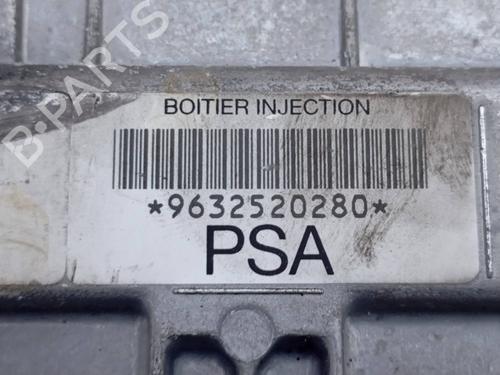 B-PARTS
BOITIER INJECTION
*9632520280*
PSA